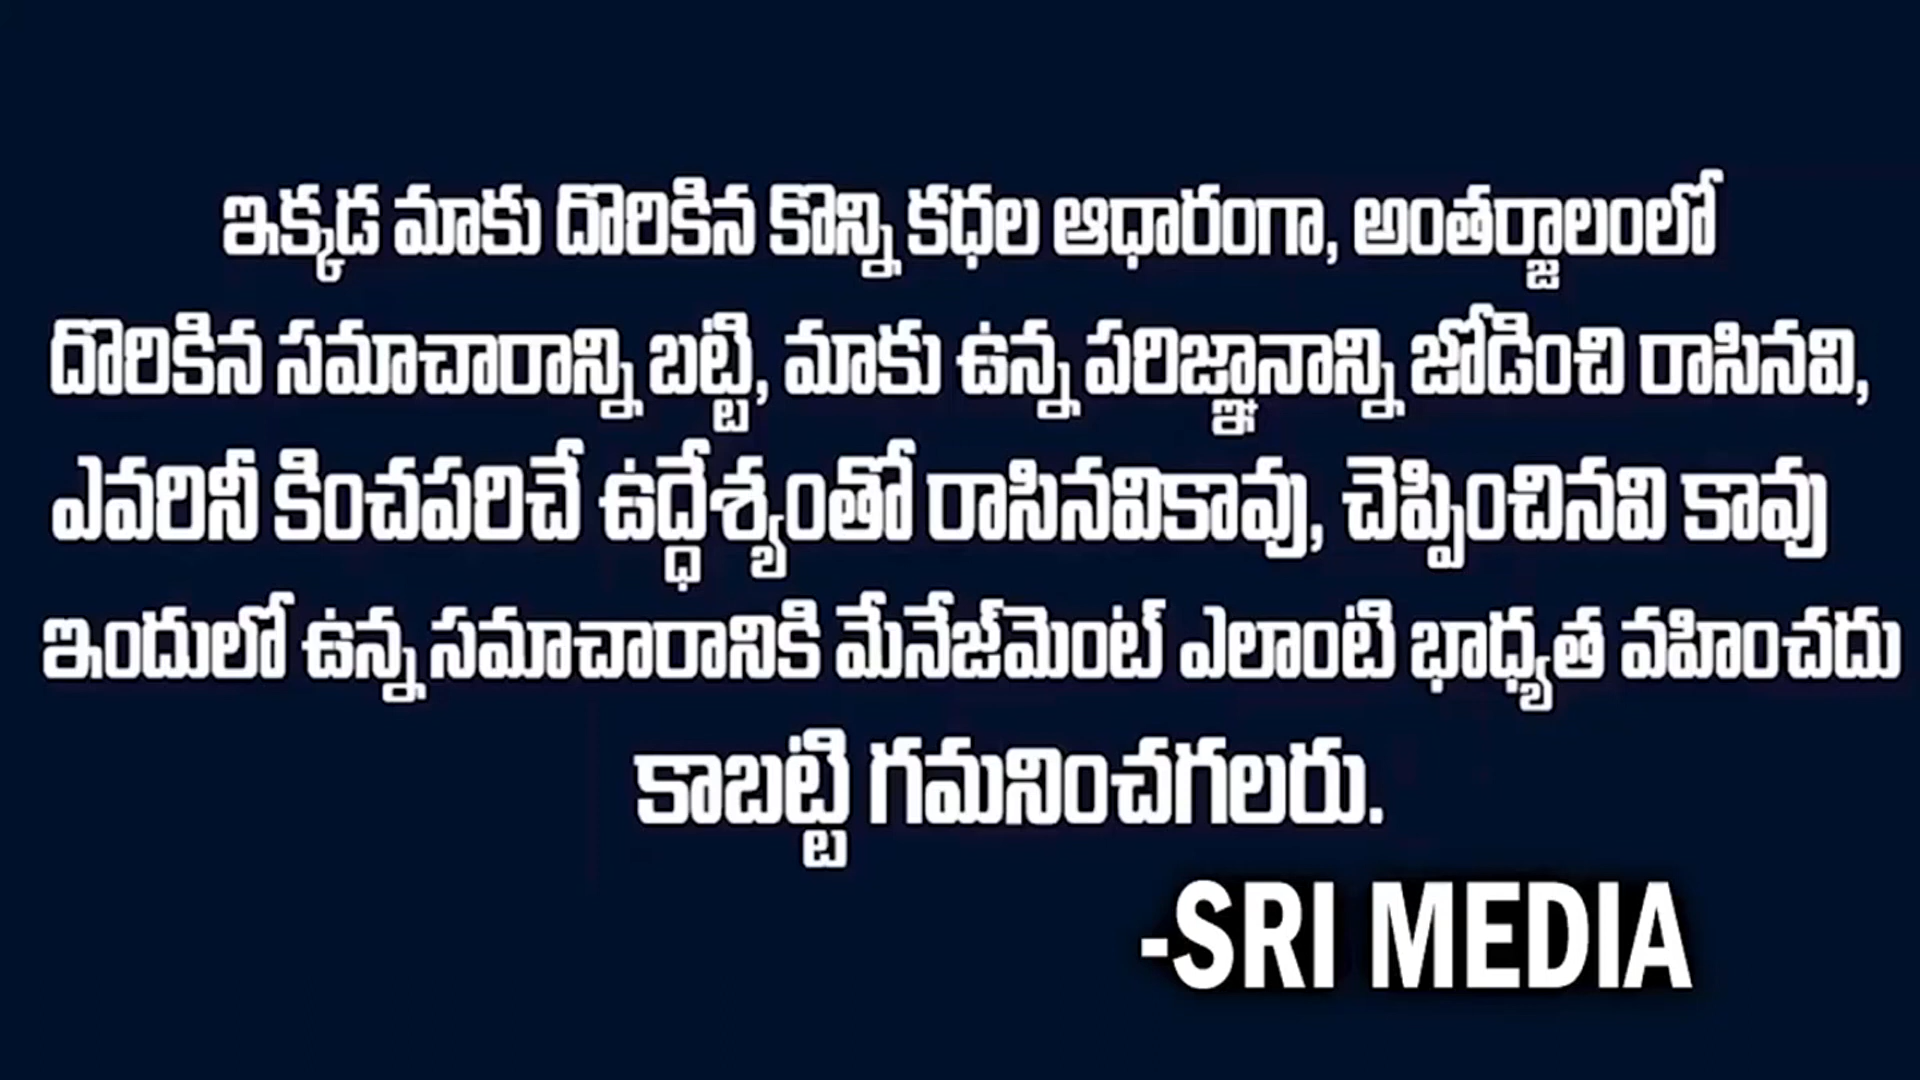 ఇక్కడ మాకు దొరికిన కొన్ని కధల ఆధారంగా, అంతర్జాలంలో
దొరికిన సమాచారాన్ని బట్టి, మాకు ఉన్న పరిజ్ఞానాన్ని జోడించి రాసినవి,
ఎవరినీ కించపరిచే ఉద్ధేశ్యంతో రాసినవికావు, చెప్పించినవి కావు
ఇందులో ఉన్న సమాచారానికి మేనేజ్‌మెంట్ ఎలాంటి భాధ్యత వహించదు
కాబట్టి గమనించగలరు.
-SRI MEDIA